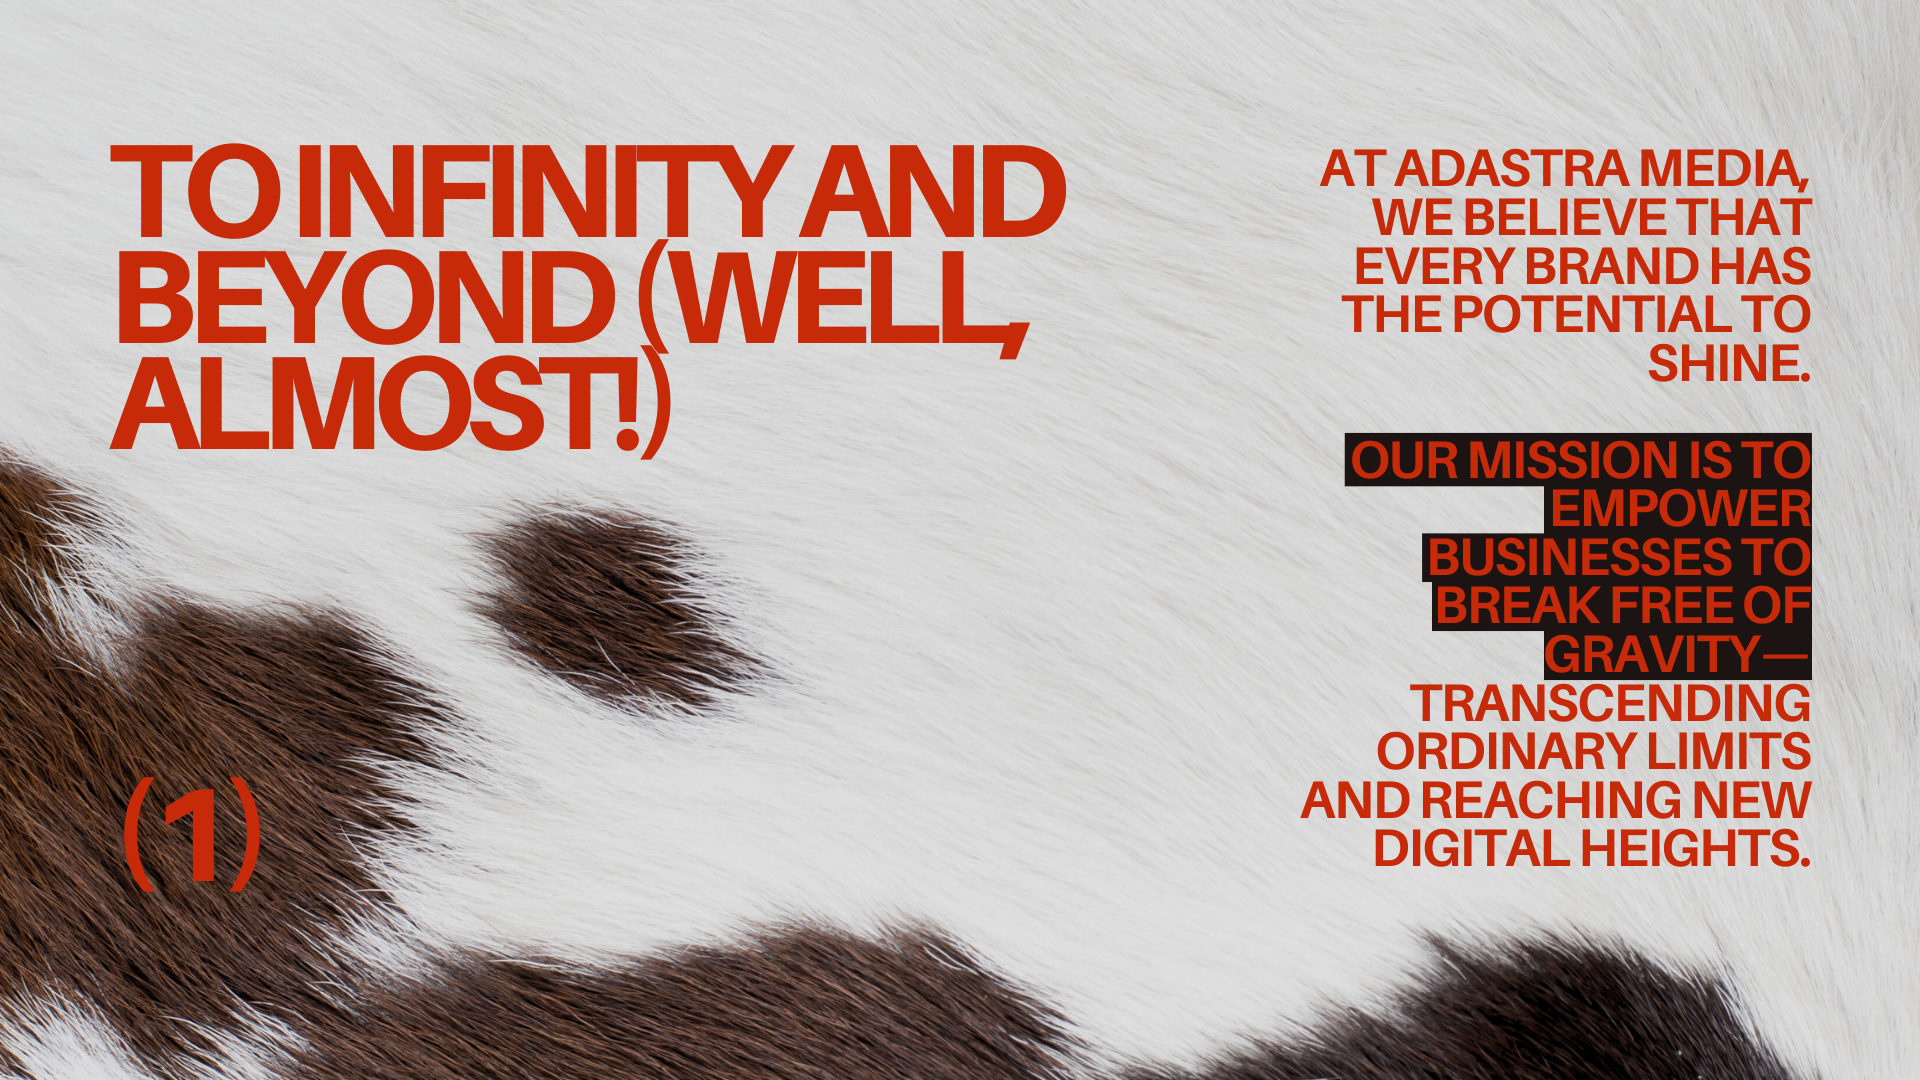 TO INFINITY AND
BEYOND (WELL,
ALMOST!)
(1)
AT ADASTRA MEDIA,
WE BELIEVE THAT
EVERY BRAND HAS
THE POTENTIAL TO
SHINE.
OUR MISSION IS TO
EMPOWER
BUSINESSES TO
BREAK FREE OF
GRAVITY—
TRANSCENDING
ORDINARY LIMITS
AND REACHING NEW
DIGITAL HEIGHTS.